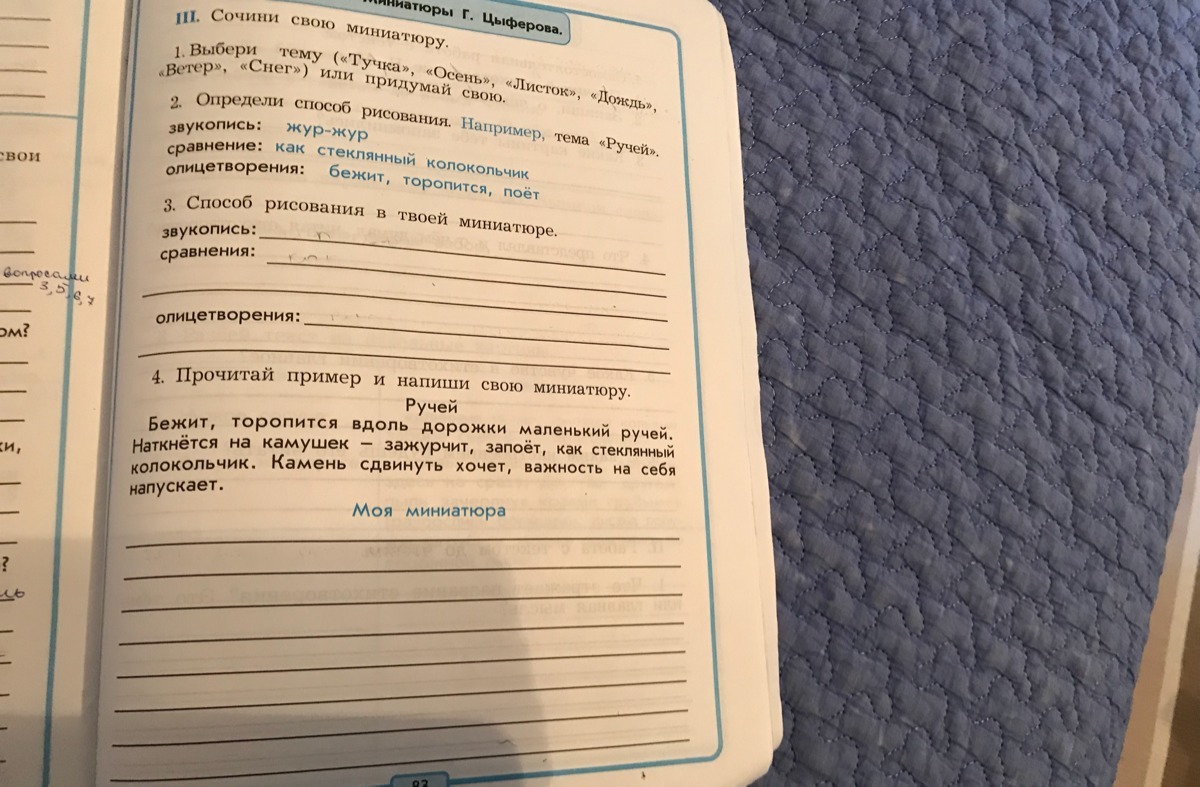 Миниатюры Г. Цыферова.
III. Сочини свою миниатюру.
1. Выбери тему («Тучка», «Осень», «Листок», «Дождь»,
«Ветер», «Снег») или придумай свою.
2. Определи способ рисования. Например, тема «Ручей».
звукопись: жур-жур
сравнение: как стеклянный колокольчик
олицетворения: бежит, торопится, поёт
3. Способ рисования в твоей миниатюре.
звукопись:
сравнения:
олицетворения:
4. Прочитай пример и напиши свою миниатюру.
Ручей
Бежит, торопится вдоль дорожки маленький ручей.
Наткнётся на камушек – зажурчит, запоёт, как стеклянный
колокольчик. Камень сдвинуть хочет, важность на себя
напускает.
Моя миниатюра
вопросами
3, 5, 6, 7